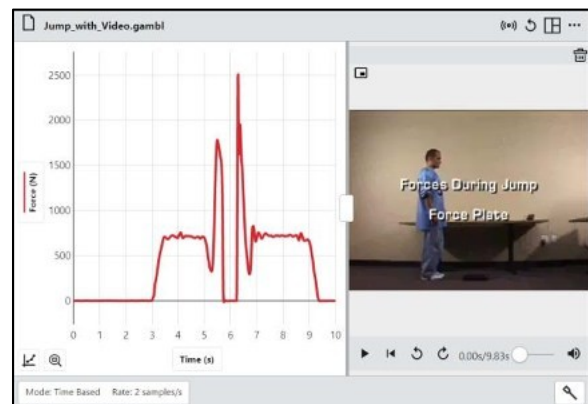 Jump_with_Video.gambl
2500
2000
1500
1000
500
0
Force (N)
0 1 2 3 4 5 6 7 8 9 10
Time (s)
Forces During Jump
Force Plate
0.00s/9.83s
Mode: Time Based Rate: 2 samples/s